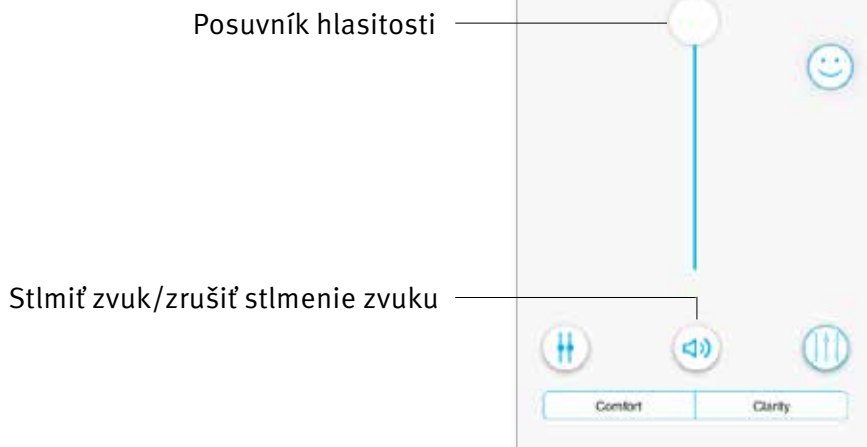 Posuvník hlasitosti
Stlmiť zvuk/zrušiť stlmenie zvuku
Comfort
Clarity